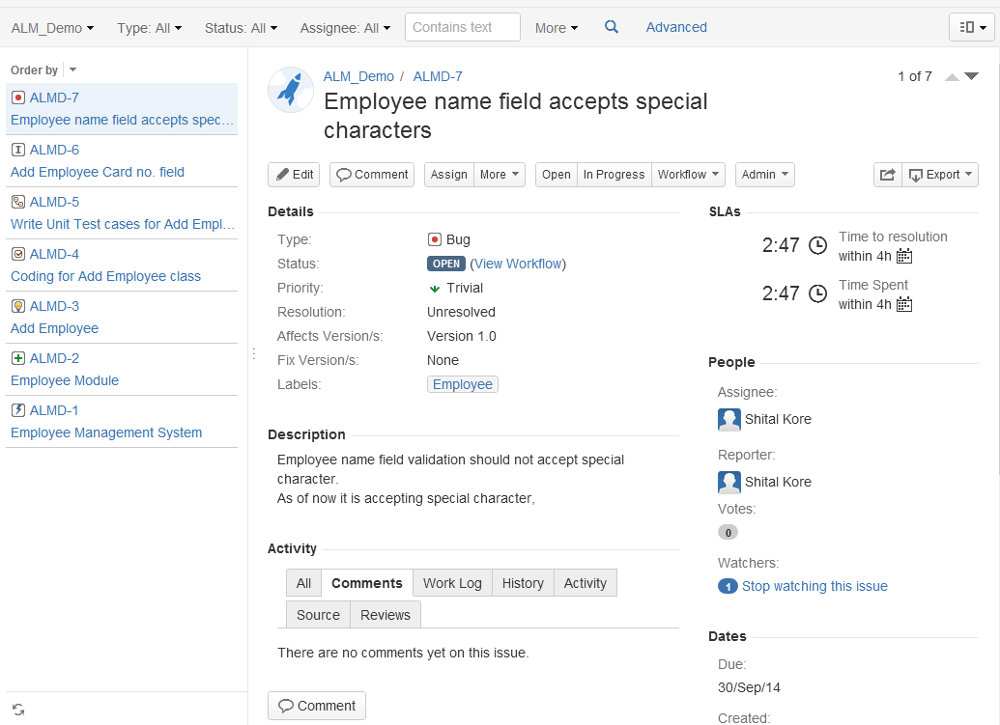 ALM_Demo Type: All Status: All Assignee: All Contains text More Advanced
Order by
ALMD-7
Employee name field accepts spec...
ALMD-6
Add Employee Card no. field
ALMD-5
Write Unit Test cases for Add Empl...
ALMD-4
Coding for Add Employee class
ALMD-3
Add Employee
ALMD-2
Employee Module
ALMD-1
Employee Management System
ALM_Demo / ALMD-7
1 of 7
Employee name field accepts special
characters
Edit Comment Assign More Open In Progress Workflow Admin Export
Details
Type: Bug
Status: OPEN (View Workflow)
Priority: Trivial
Resolution: Unresolved
Affects Version/s: Version 1.0
Fix Version/s: None
Labels: Employee
Description
Employee name field validation should not accept special
character.
As of now it is accepting special character,
Activity
All Comments Work Log History Activity
Source Reviews
There are no comments yet on this issue.
Comment
SLAs
2:47 Time to resolution
within 4h
2:47 Time Spent
within 4h
People
Assignee:
Shital Kore
Reporter:
Shital Kore
Votes:
0
Watchers:
1 Stop watching this issue
Dates
Due:
30/Sep/14
Created: